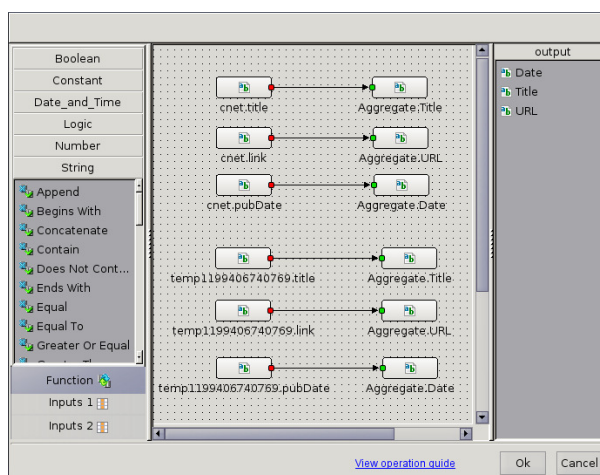 Boolean
Constant
Date_and_Time
Logic
Number
String
Append
Begins With
Concatenate
Contain
Does Not Cont...
Ends With
Equal
Equal To
Greater Or Equal
Function
Inputs 1
Inputs 2
cnet.title
Aggregate.Title
cnet.link
Aggregate.URL
cnet.pubDate
Aggregate.Date
temp1199406740769.title
Aggregate.Title
temp1199406740769.link
Aggregate.URL
temp1199406740769.pubDate
Aggregate.Date
output
Date
Title
URL
View operation guide
Ok
Cancel